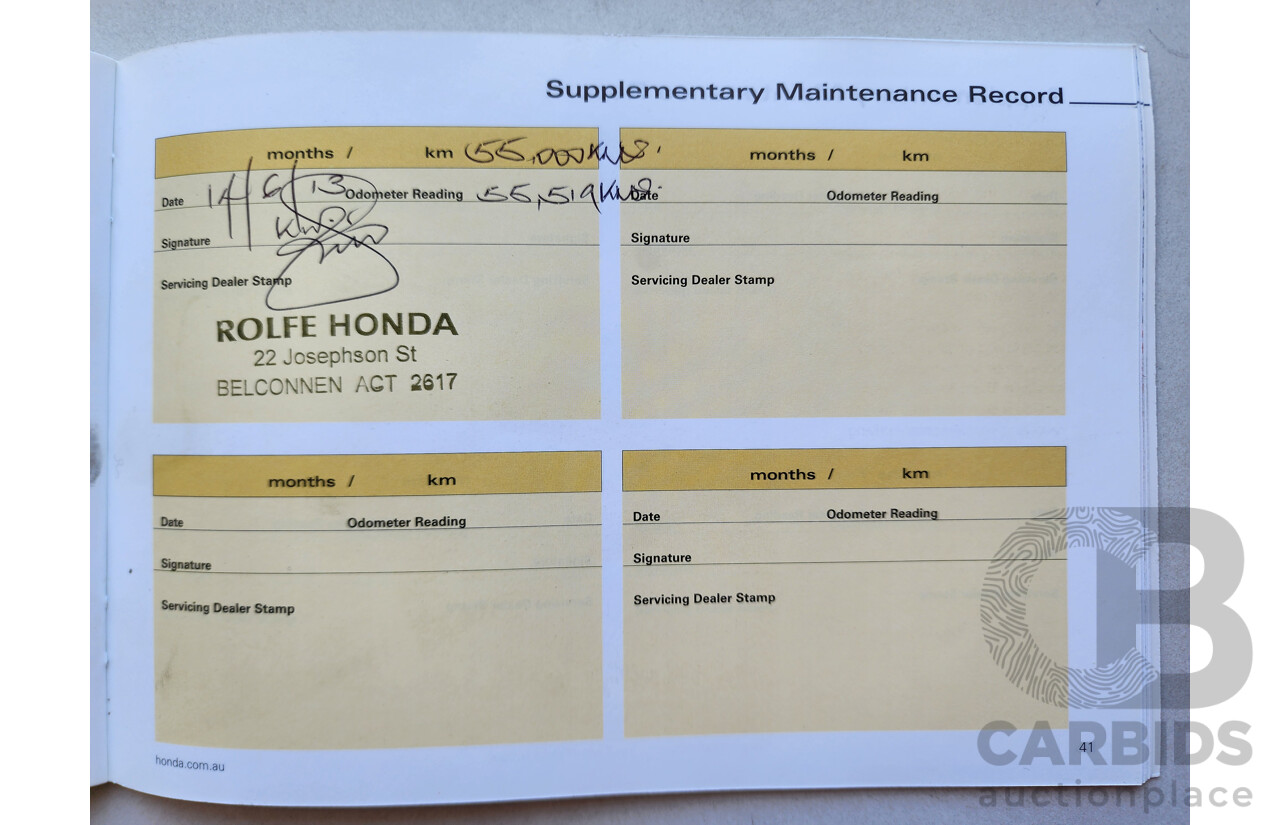 Supplementary Maintenance Record
months / km 55,000KMS.
Date 14/6/13 Odometer Reading 55,519KMS.
Signature
Servicing Dealer Stamp
ROLFE HONDA
22 Josephson St
BELCONNEN ACT 2617
months / km
Date Odometer Reading
Signature
Servicing Dealer Stamp
months / km
Date Odometer Reading
Signature
Servicing Dealer Stamp
months / km
Date Odometer Reading
Signature
Servicing Dealer Stamp
honda.com.au
41
CB
CARBIDS
auctionplace